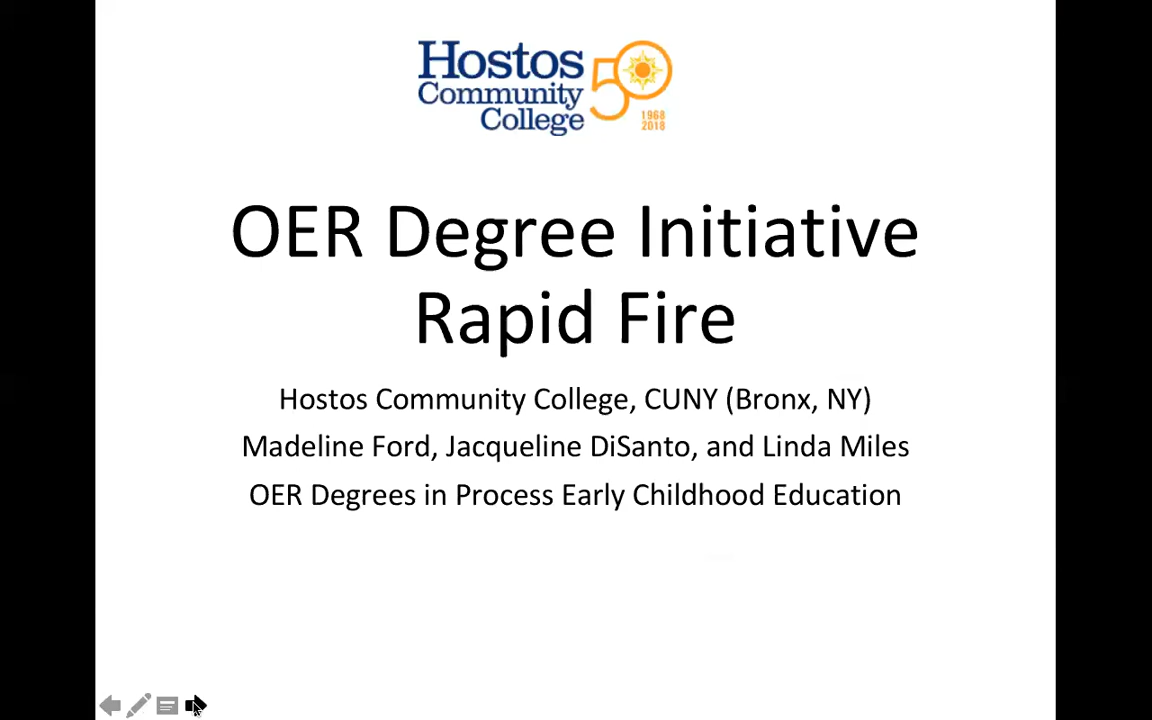 Hostos
Community
College
50
1968
2018
OER Degree Initiative
Rapid Fire
Hostos Community College, CUNY (Bronx, NY)
Madeline Ford, Jacqueline DiSanto, and Linda Miles
OER Degrees in Process Early Childhood Education